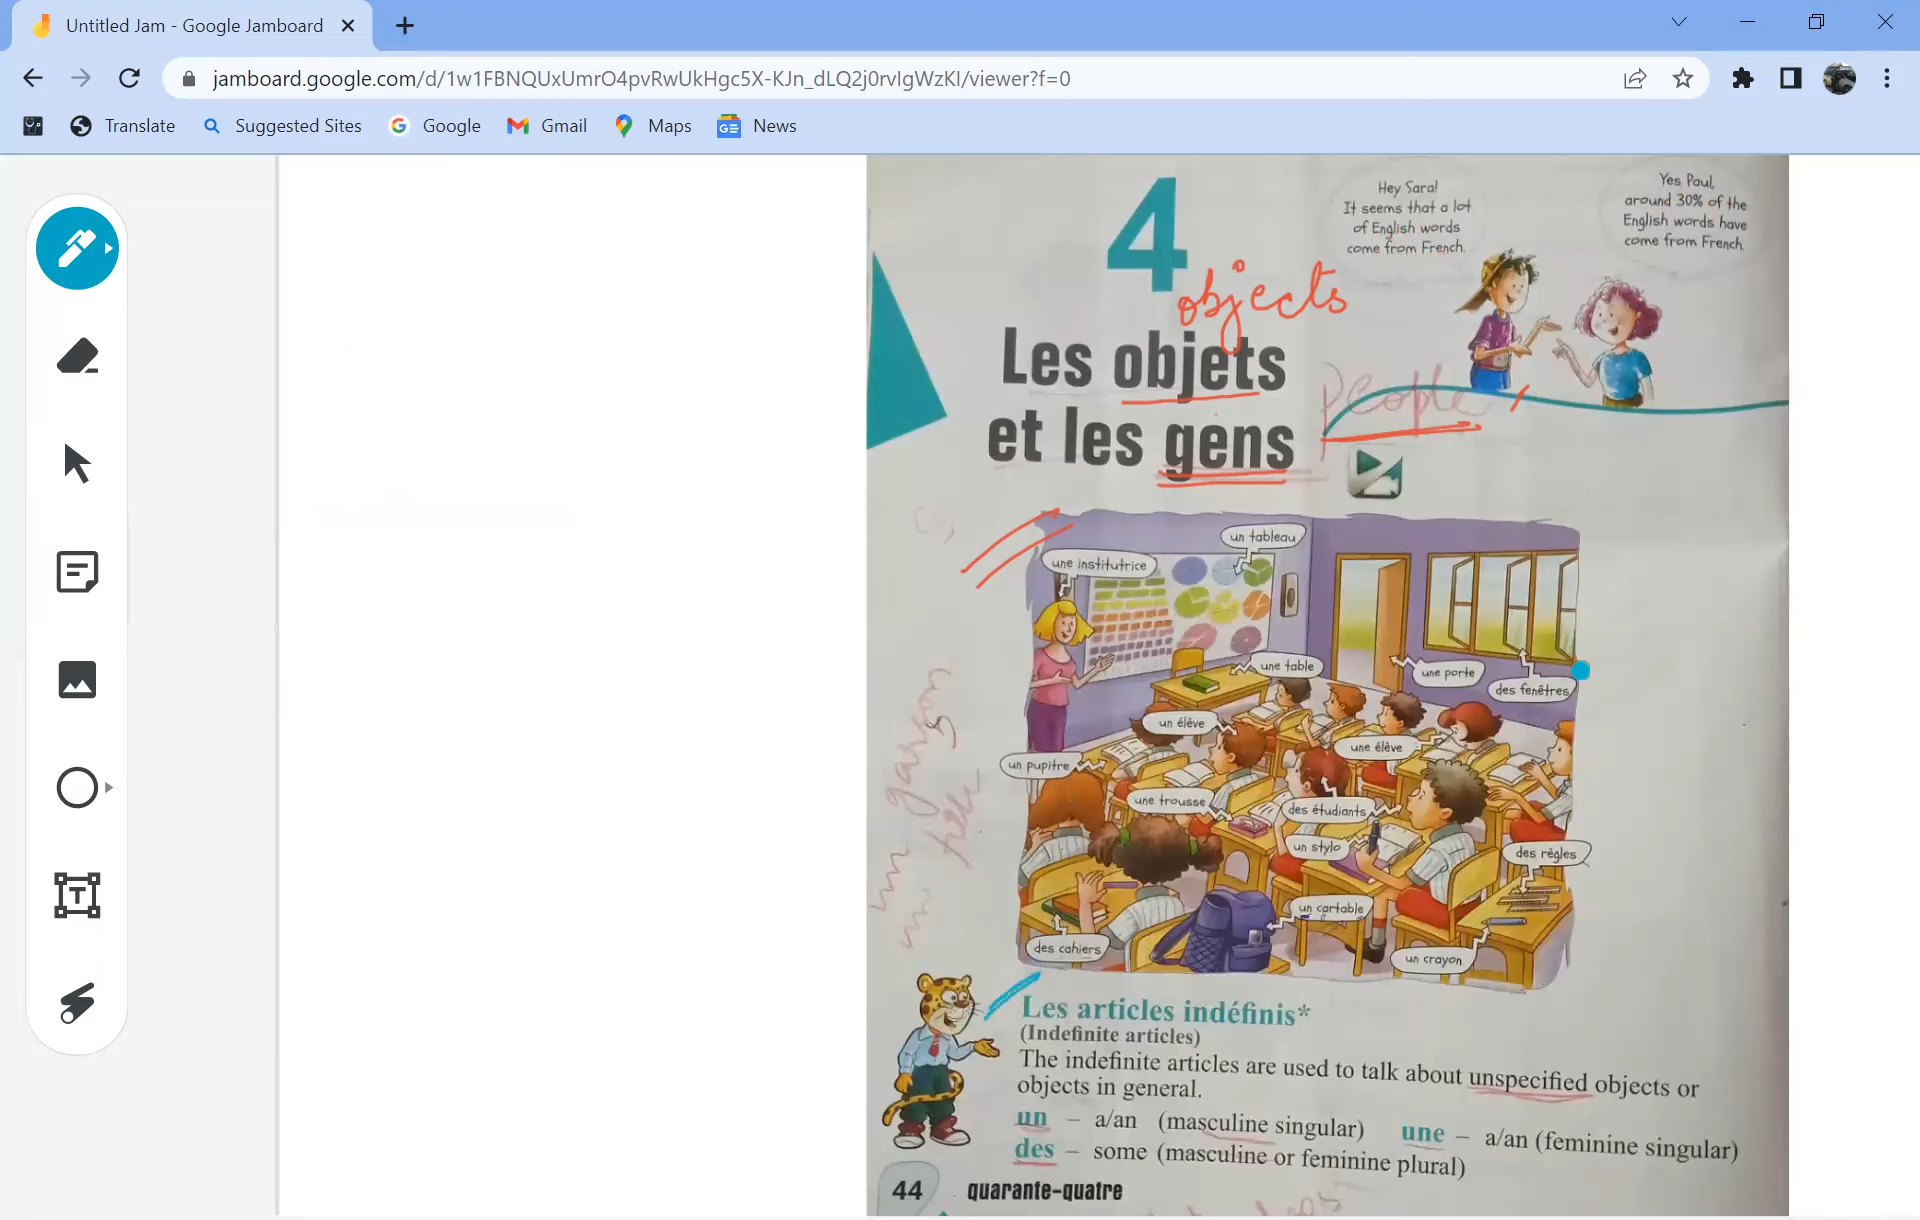 Untitled Jam - Google Jamboard
jamboard.google.com/d/1w1FBNQUxUmrO4pvRwUkHgc5X-KJn_dLQ2j0rvIgWzKI/viewer?f=0
Translate
Suggested Sites
Google
Gmail
Maps
News
4
Hey Sara!
It seems that a lot
of English words
come from French.
Yes Paul,
around 30% of the
English words have
come from French.
objects
Les objets
People
et les gens
un tableau
une institutrice
une table
une porte
des fenêtres
un élève
une élève
un pupitre
une trousse
des étudiants
un stylo
des règles
un cartable
des cahiers
un crayon
un garçon
Les articles indéfinis*
(Indefinite articles)
The indefinite articles are used to talk about unspecified objects or
objects in general.
un – a/an (masculine singular) une – a/an (feminine singular)
des – some (masculine or feminine plural)
44 quarante-quatre